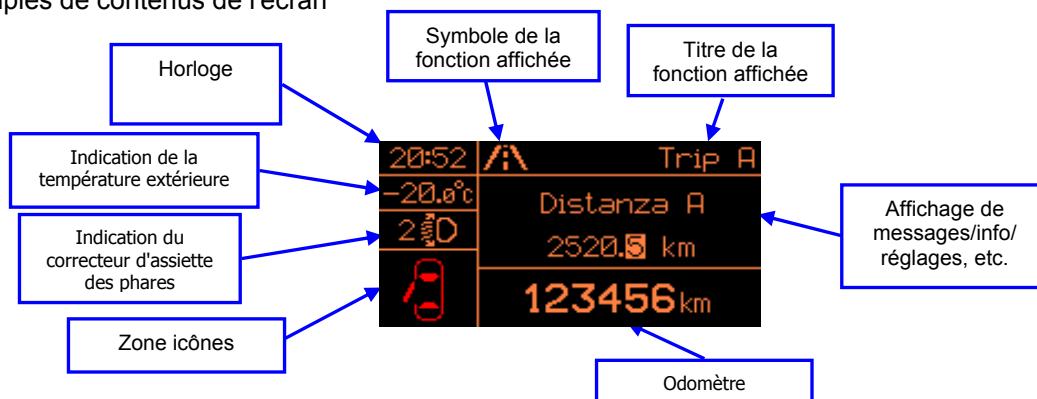 ples de contenus de l'écran
Symbole de la
fonction affichée
Titre de la
fonction affichée
Horloge
Indication de la
température extérieure
Indication du
correcteur d'assiette
des phares
Zone icônes
20:52
Trip A
-20.0°c
Distanza A
2
2520.5 km
123456km
Affichage de
messages/info/
réglages, etc.
Odomètre